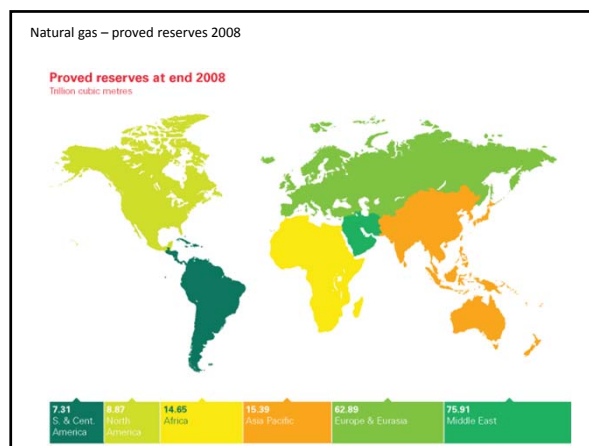 Natural gas – proved reserves 2008
Proved reserves at end 2008
Trillion cubic metres
7.31
S. & Cent.
America
8.87
North
America
14.65
Africa
15.39
Asia Pacific
62.89
Europe & Eurasia
75.91
Middle East